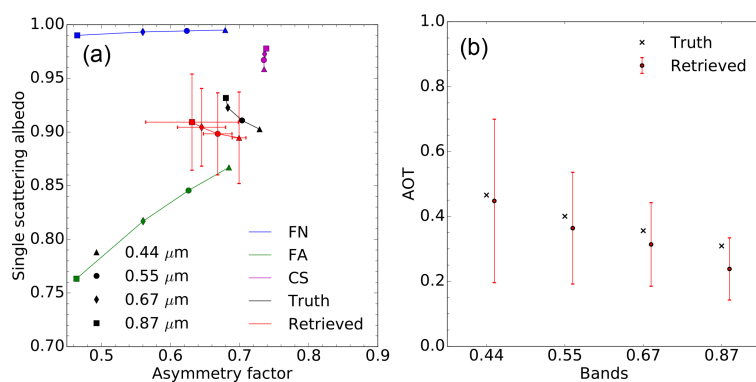 (a)
Single scattering albedo
1.00
0.95
0.90
0.85
0.80
0.75
0.70
0.5 0.6 0.7 0.8 0.9
Asymmetry factor
0.44 μm
0.55 μm
0.67 μm
0.87 μm
FN
FA
CS
Truth
Retrieved
(b)
AOT
1.0
0.8
0.6
0.4
0.2
0.0
0.44 0.55 0.67 0.87
Bands
Truth
Retrieved